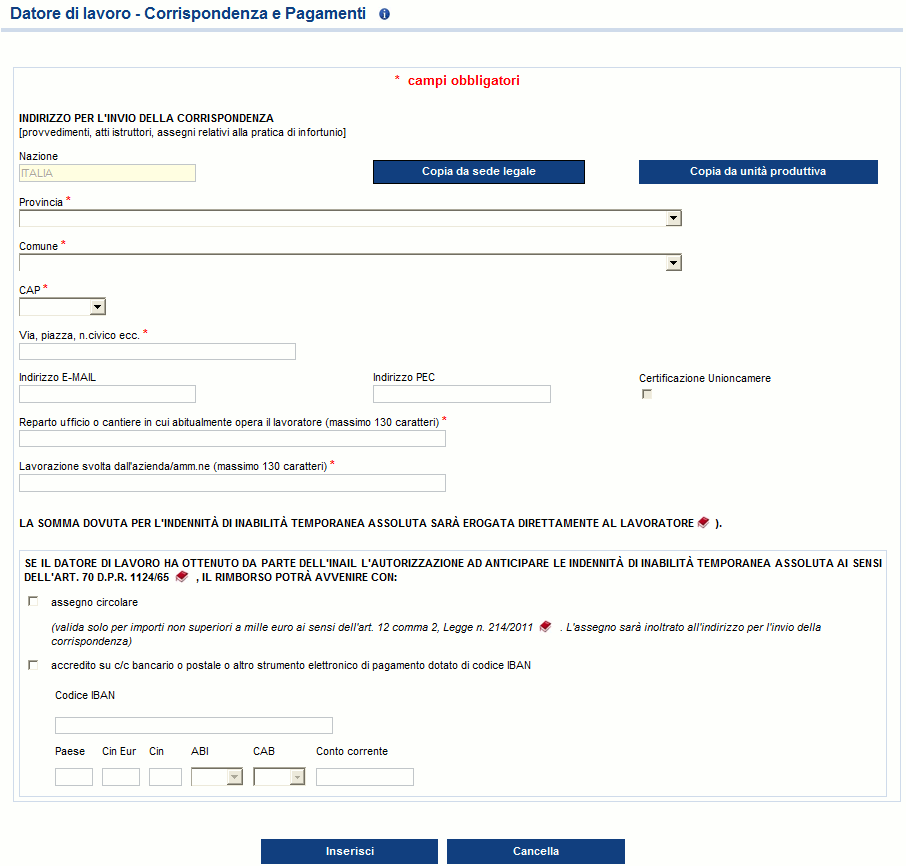 Datore di lavoro - Corrispondenza e Pagamenti
* campi obbligatori
INDIRIZZO PER L'INVIO DELLA CORRISPONDENZA
[provvedimenti, atti istruttori, assegni relativi alla pratica di infortunio]
Nazione
ITALIA
Copia da sede legale
Copia da unità produttiva
Provincia *
Comune *
CAP *
Via, piazza, n.civico ecc. *
Indirizzo E-MAIL
Indirizzo PEC
Certificazione Unioncamere
Reparto ufficio o cantiere in cui abitualmente opera il lavoratore (massimo 130 caratteri) *
Lavorazione svolta dall'azienda/amm.ne (massimo 130 caratteri) *
LA SOMMA DOVUTA PER L'INDENNITÀ DI INABILITÀ TEMPORANEA ASSOLUTA SARÀ EROGATA DIRETTAMENTE AL LAVORATORE ).
SE IL DATORE DI LAVORO HA OTTENUTO DA PARTE DELL'INAIL L'AUTORIZZAZIONE AD ANTICIPARE LE INDENNITÀ DI INABILITÀ TEMPORANEA ASSOLUTA AI SENSI
DELL'ART. 70 D.P.R. 1124/65 , IL RIMBORSO POTRÀ AVVENIRE CON:
assegno circolare
(valida solo per importi non superiori a mille euro ai sensi dell'art. 12 comma 2, Legge n. 214/2011 . L'assegno sarà inoltrato all'indirizzo per l'invio della
corrispondenza)
accredito su c/c bancario o postale o altro strumento elettronico di pagamento dotato di codice IBAN
Codice IBAN
Paese Cin Eur Cin ABI CAB Conto corrente
Inserisci
Cancella